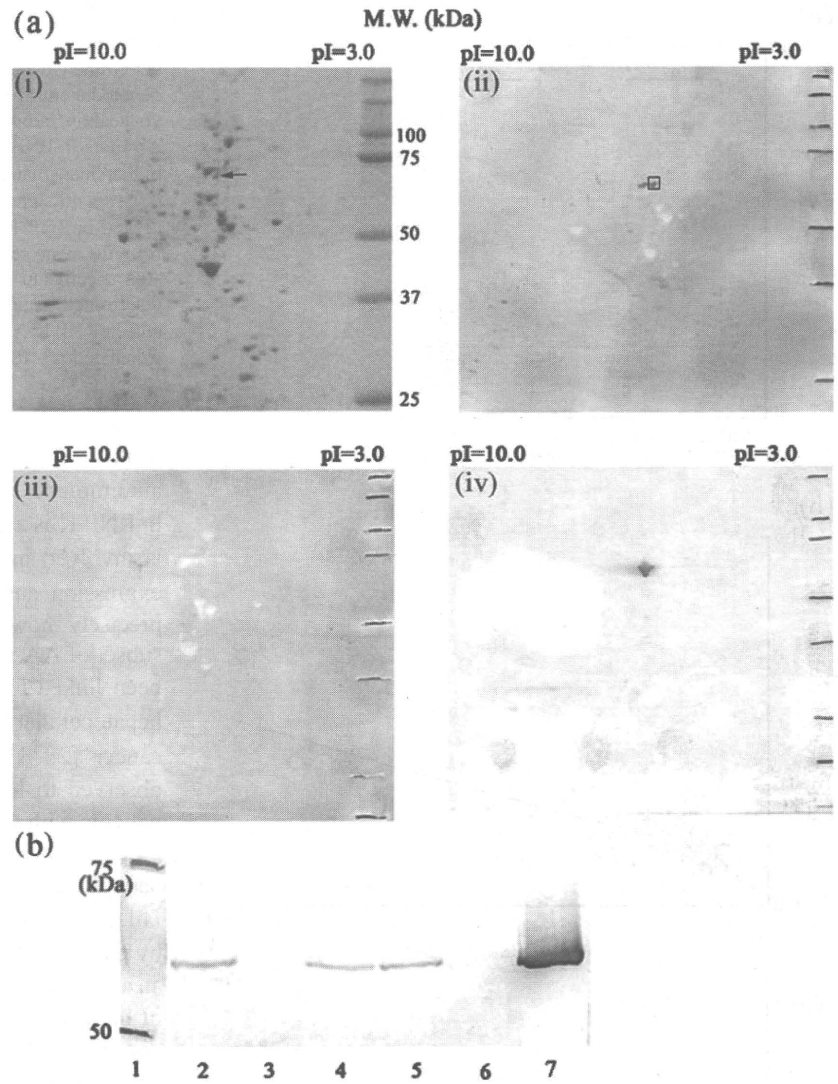 (a)
M.W. (kDa)
pI=10.0 pI=3.0
pI=10.0 pI=3.0
(i)
(ii)
100
75
50
37
25
pI=10.0 pI=3.0
pI=10.0 pI=3.0
(iii)
(iv)
(b)
75
(kDa)
50
1 2 3 4 5 6 7